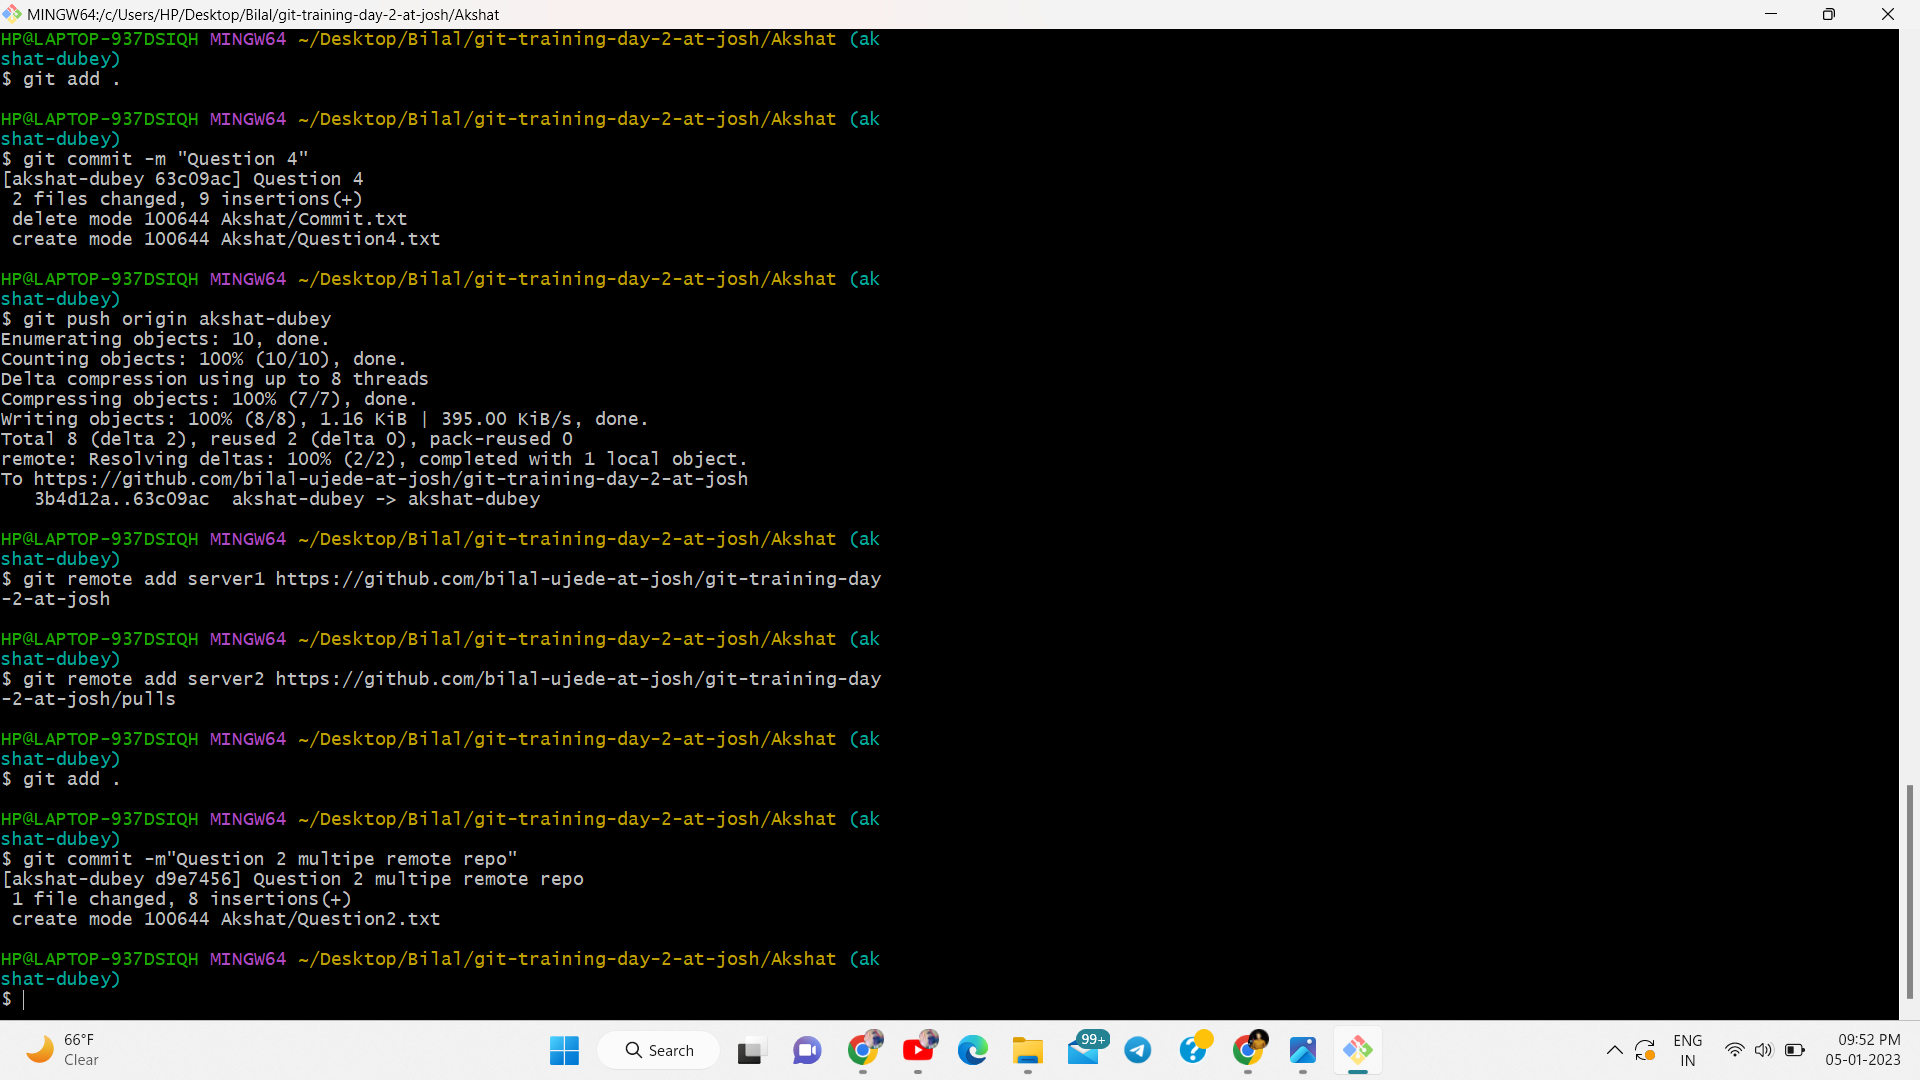 MINGW64:/c/Users/HP/Desktop/Bilal/git-training-day-2-at-josh/Akshat
HP@LAPTOP-937DSIQH MINGW64 ~/Desktop/Bilal/git-training-day-2-at-josh/Akshat (ak
shat-dubey)
$ git add .
HP@LAPTOP-937DSIQH MINGW64 ~/Desktop/Bilal/git-training-day-2-at-josh/Akshat (ak
shat-dubey)
$ git commit -m "Question 4"
[akshat-dubey 63c09ac] Question 4
2 files changed, 9 insertions(+)
delete mode 100644 Akshat/Commit.txt
create mode 100644 Akshat/Question4.txt
HP@LAPTOP-937DSIQH MINGW64 ~/Desktop/Bilal/git-training-day-2-at-josh/Akshat (ak
shat-dubey)
$ git push origin akshat-dubey
Enumerating objects: 10, done.
Counting objects: 100% (10/10), done.
Delta compression using up to 8 threads
Compressing objects: 100% (7/7), done.
Writing objects: 100% (8/8), 1.16 KiB | 395.00 KiB/s, done.
Total 8 (delta 2), reused 2 (delta 0), pack-reused 0
remote: Resolving deltas: 100% (2/2), completed with 1 local object.
To https://github.com/bilal-ujede-at-josh/git-training-day-2-at-josh
3b4d12a..63c09ac  akshat-dubey -> akshat-dubey
HP@LAPTOP-937DSIQH MINGW64 ~/Desktop/Bilal/git-training-day-2-at-josh/Akshat (ak
shat-dubey)
$ git remote add server1 https://github.com/bilal-ujede-at-josh/git-training-day
-2-at-josh
HP@LAPTOP-937DSIQH MINGW64 ~/Desktop/Bilal/git-training-day-2-at-josh/Akshat (ak
shat-dubey)
$ git remote add server2 https://github.com/bilal-ujede-at-josh/git-training-day
-2-at-josh/pulls
HP@LAPTOP-937DSIQH MINGW64 ~/Desktop/Bilal/git-training-day-2-at-josh/Akshat (ak
shat-dubey)
$ git add .
HP@LAPTOP-937DSIQH MINGW64 ~/Desktop/Bilal/git-training-day-2-at-josh/Akshat (ak
shat-dubey)
$ git commit -m"Question 2 multipe remote repo"
[akshat-dubey d9e7456] Question 2 multipe remote repo
1 file changed, 8 insertions(+)
create mode 100644 Akshat/Question2.txt
HP@LAPTOP-937DSIQH MINGW64 ~/Desktop/Bilal/git-training-day-2-at-josh/Akshat (ak
shat-dubey)
$
66°F
Clear
Search
99+
ENG
IN
09:52 PM
05-01-2023